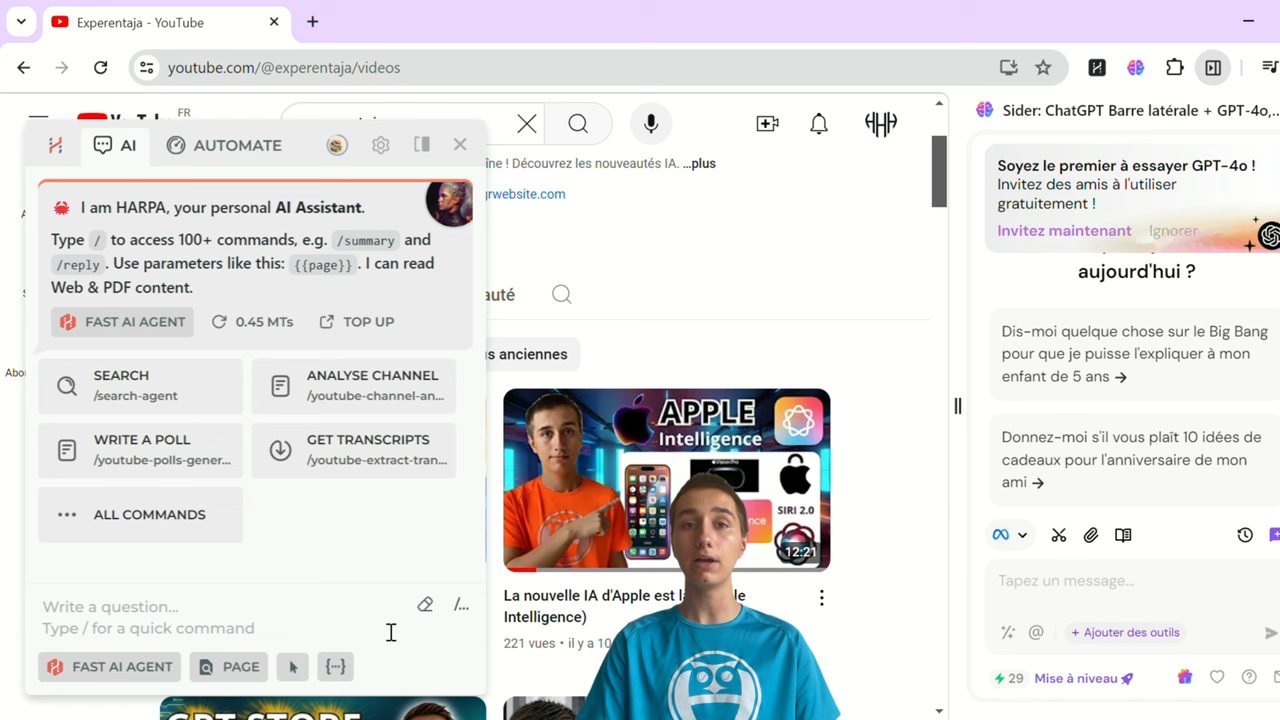 Experentaja - YouTube
youtube.com/@experentaja/videos
FR
AI
AUTOMATE
I am HARPA, your personal AI Assistant.
Type / to access 100+ commands, e.g. /summary and
/reply. Use parameters like this: {{page}}. I can read
Web & PDF content.
FAST AI AGENT
0.45 MTs
TOP UP
SEARCH
/search-agent
ANALYSE CHANNEL
/youtube-channel-an...
WRITE A POLL
/youtube-polls-gener...
GET TRANSCRIPTS
/youtube-extract-tran...
ALL COMMANDS
Write a question...
Type / for a quick command
/...
FAST AI AGENT
PAGE
{···}
îne ! Découvrez les nouveautés IA. ...plus
rwebsite.com
auté
s anciennes
APPLE
Intelligence
SIRI 2.0
12:21
La nouvelle IA d'Apple est
Intelligence)
221 vues • il y a 10
GPT STORE
Sider: ChatGPT Barre latérale + GPT-4o,...
Soyez le premier à essayer GPT-4o !
Invitez des amis à l'utiliser
gratuitement !
Invitez maintenant Ignorer
aujourd'hui ?
Dis-moi quelque chose sur le Big Bang
pour que je puisse l'expliquer à mon
enfant de 5 ans →
Donnez-moi s'il vous plaît 10 idées de
cadeaux pour l'anniversaire de mon
ami →
Tapez un message...
@
+ Ajouter des outils
29
Mise à niveau